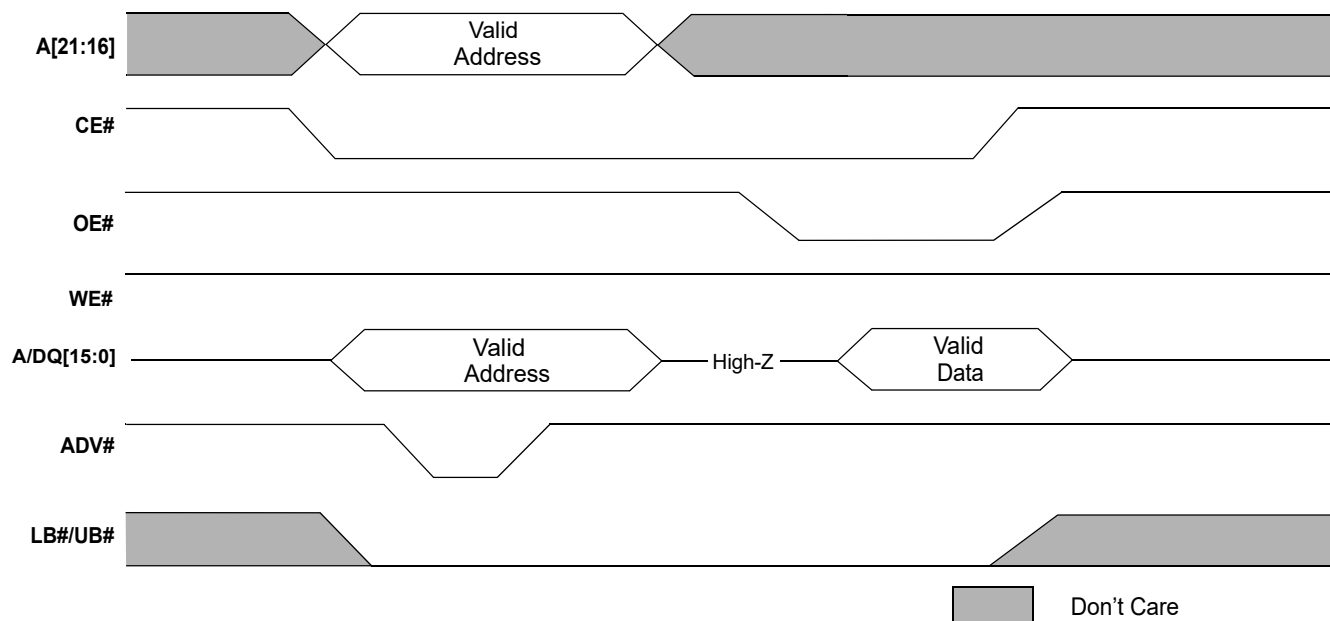 A[21:16]
Valid
Address
CE#
OE#
WE#
A/DQ[15:0]
Valid
Address
High-Z
Valid
Data
ADV#
LB#/UB#
Don't Care